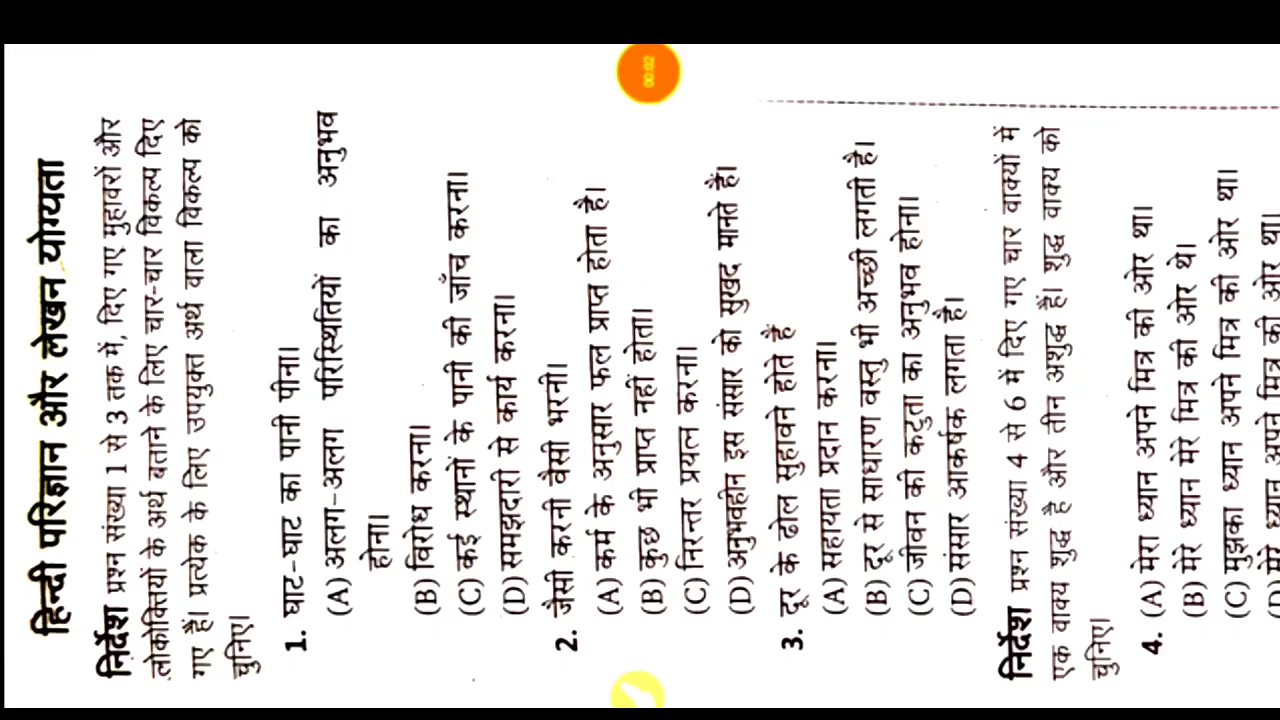 हिन्दी परिज्ञान और लेखन योग्यता
निर्देश प्रश्न संख्या 1 से 3 तक में, दिए गए मुहावरों और
लोकोक्तियों के अर्थ बताने के लिए चार-चार विकल्प दिए
गए हैं। प्रत्येक के लिए उपयुक्त अर्थ वाला विकल्प को
चुनिए।
1. घाट-घाट का पानी पीना।
(A) अलग-अलग परिस्थितियों का अनुभव
होना।
(B) विरोध करना।
(C) कई स्थानों के पानी की जाँच करना।
(D) समझदारी से कार्य करना।
2. जैसी करनी वैसी भरनी।
(A) कर्म के अनुसार फल प्राप्त होता है।
(B) कुछ भी प्राप्त नहीं होता।
(C) निरन्तर प्रयत्न करना।
(D) अनुभवहीन इस संसार को सुखद मानते हैं।
3. दूर के ढोल सुहावने होते हैं
(A) सहायता प्रदान करना।
(B) दूर से साधारण वस्तु भी अच्छी लगती है।
(C) जीवन की कटुता का अनुभव होना।
(D) संसार आकर्षक लगता है।
निर्देश प्रश्न संख्या 4 से 6 में दिए गए चार वाक्यों में
एक वाक्य शुद्ध है और तीन अशुद्ध हैं। शुद्ध वाक्य को
चुनिए।
4. (A) मेरा ध्यान अपने मित्र की ओर था।
(B) मेरे ध्यान मेरे मित्र की ओर थे।
(C) मुझका ध्यान अपने मित्र की ओर था।
(D) मुझे ध्यान अपने मित्र की ओर था।
00:02